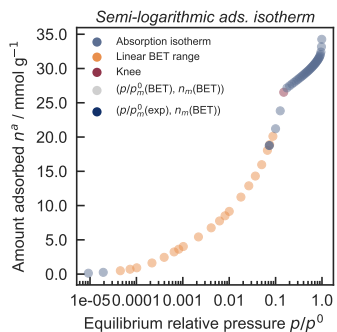 Semi-logarithmic ads. isotherm
Absorption isotherm
Linear BET range
Knee
(p/p⁰ₘ(BET), nₘ(BET))
(p/p⁰ₘ(exp), nₘ(BET))
Amount adsorbed nᵃ / mmol g⁻¹
35.0
30.0
25.0
20.0
15.0
10.0
5.0
0.0
1e-05 0.0001 0.001 0.01 0.1 1.0
Equilibrium relative pressure p/p⁰